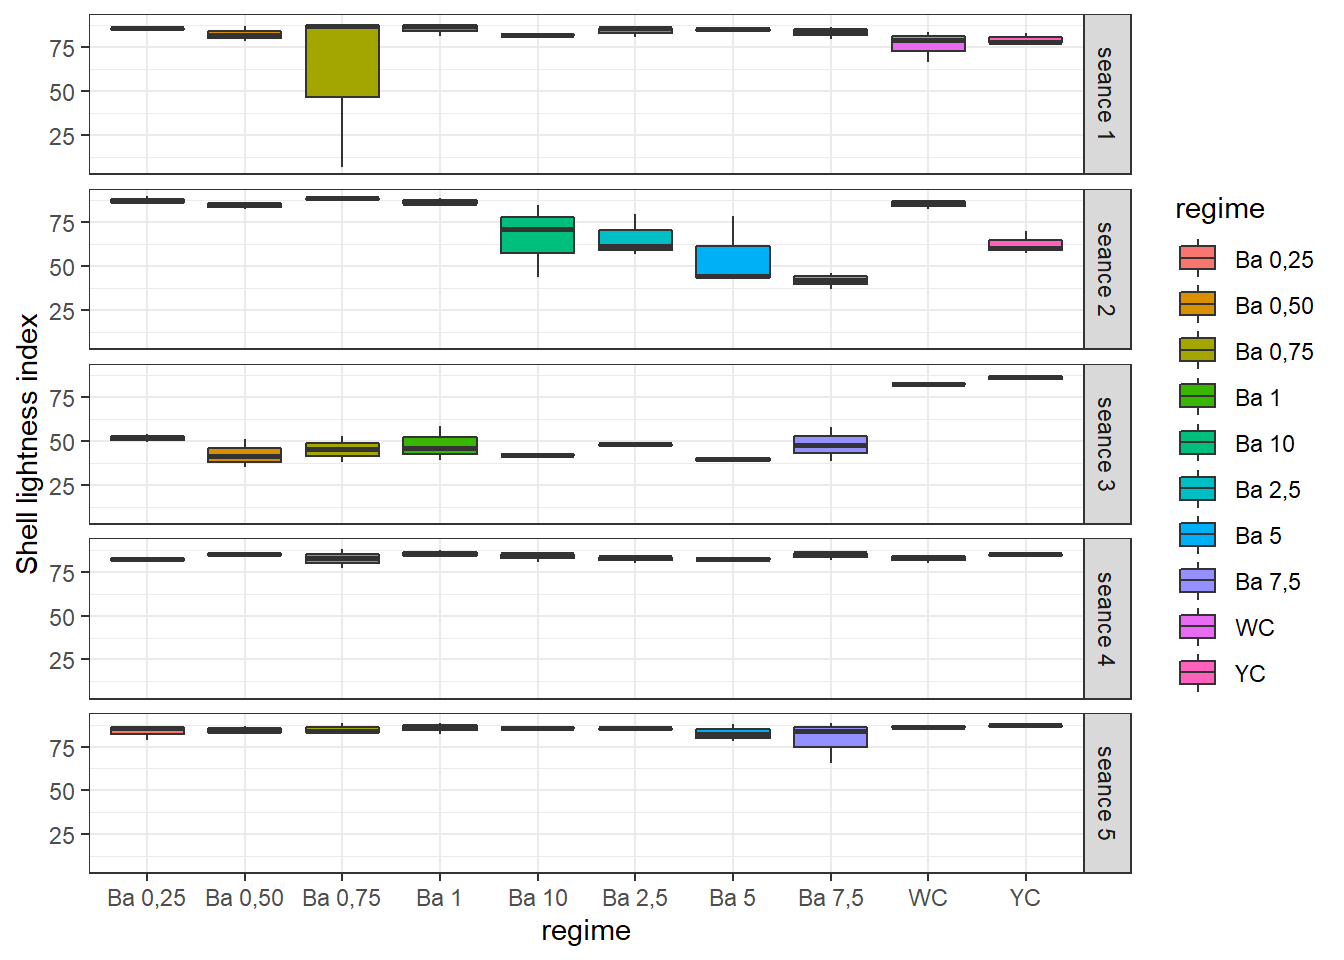 Shell lightness index
75
50
25
seance 1
75
50
25
seance 2
75
50
25
seance 3
75
50
25
seance 4
75
50
25
seance 5
Ba 0,25 Ba 0,50 Ba 0,75 Ba 1 Ba 10 Ba 2,5 Ba 5 Ba 7,5 WC YC
regime
regime
Ba 0,25
Ba 0,50
Ba 0,75
Ba 1
Ba 10
Ba 2,5
Ba 5
Ba 7,5
WC
YC